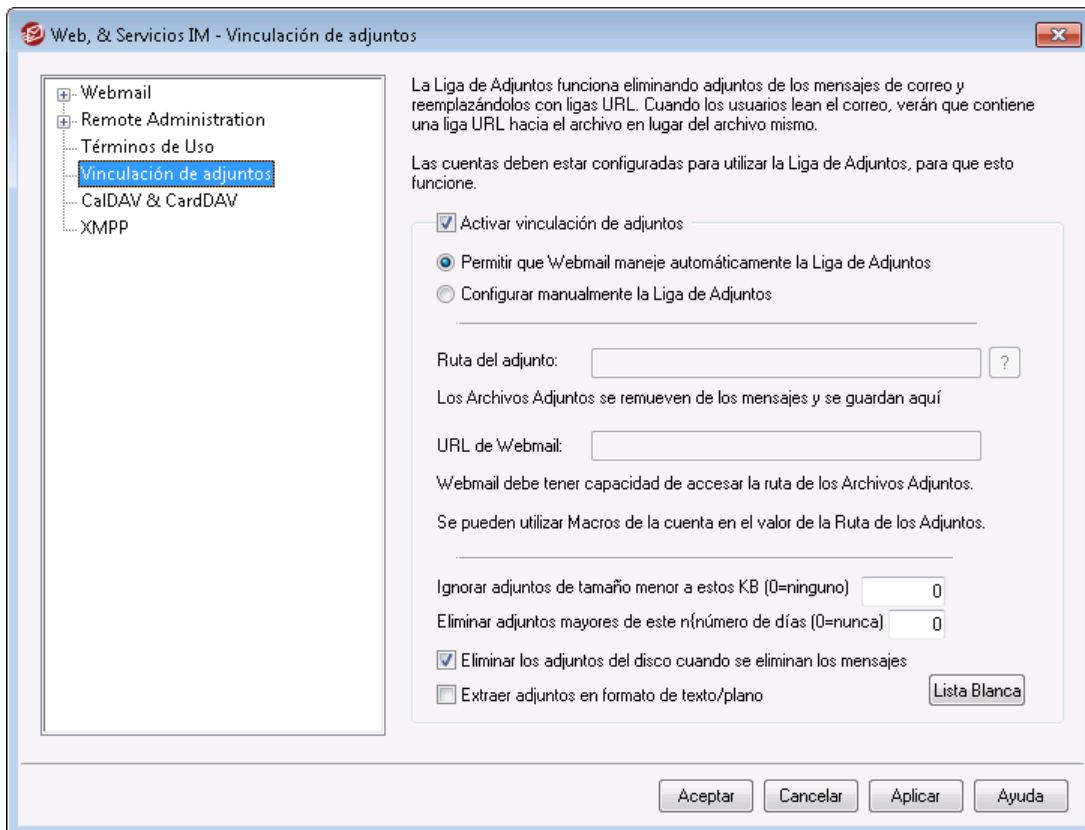 Web, & Servicios IM - Vinculación de adjuntos
Webmail
Remote Administration
Términos de Uso
Vinculación de adjuntos
CalDAV & CardDAV
XMPP
La Liga de Adjuntos funciona eliminando adjuntos de los mensajes de correo y
reemplazándolos con ligas URL. Cuando los usuarios lean el correo, verán que contiene
una liga URL hacia el archivo en lugar del archivo mismo.
Las cuentas deben estar configuradas para utilizar la Liga de Adjuntos, para que esto
funcione.
Activar vinculación de adjuntos
Permitir que Webmail maneje automáticamente la Liga de Adjuntos
Configurar manualmente la Liga de Adjuntos
Ruta del adjunto:
?
Los Archivos Adjuntos se remueven de los mensajes y se guardan aquí
URL de Webmail:
Webmail debe tener capacidad de accesar la ruta de los Archivos Adjuntos.
Se pueden utilizar Macros de la cuenta en el valor de la Ruta de los Adjuntos.
Ignorar adjuntos de tamaño menor a estos KB (0=ninguno) 0
Eliminar adjuntos mayores de este n{número de días (0=nunca) 0
Eliminar los adjuntos del disco cuando se eliminan los mensajes
Extraer adjuntos en formato de texto/plano
Lista Blanca
Aceptar Cancelar Aplicar Ayuda